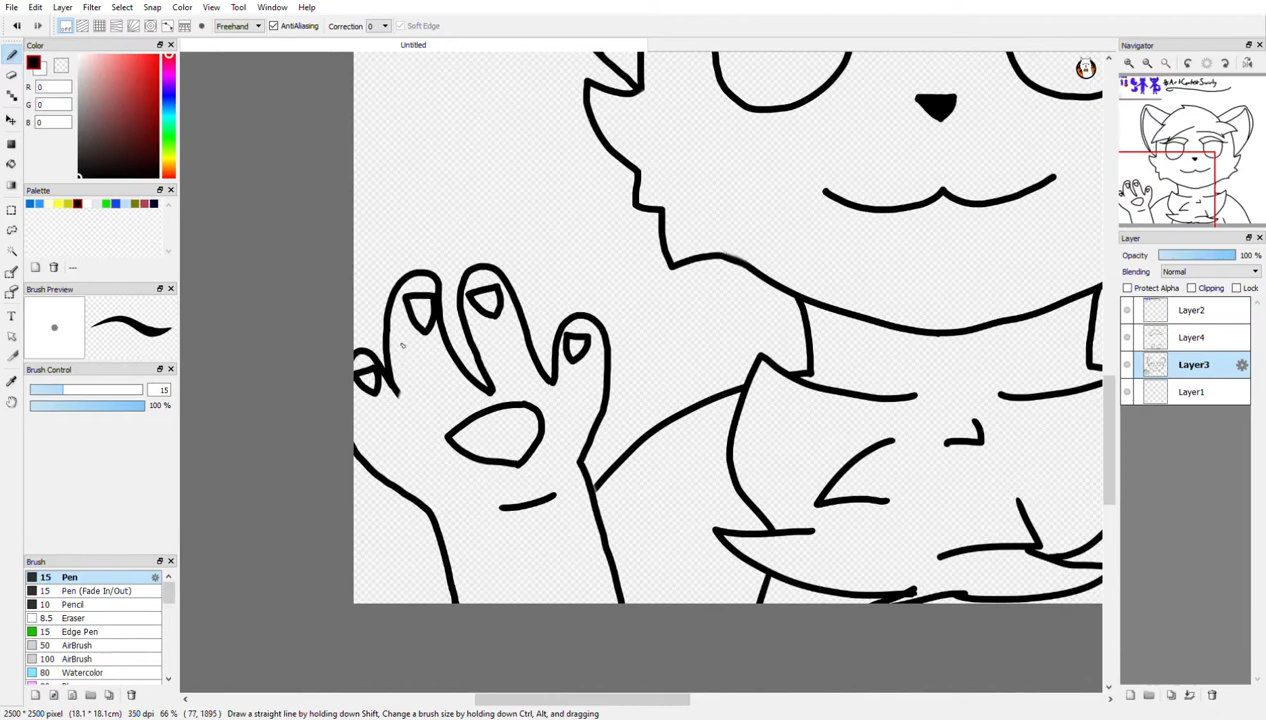 File Edit Layer Filters Select Snap Color View Tool Window Help
Freehand AntiAliasing Correction 0 Soft Edge
Untitled
Color
R 0
G 0
B 0
Palette
---
Brush Preview
Brush Control
15
100 %
Brush
15 Pen
15 Pen (Fade In/Out)
10 Pencil
8.5 Eraser
15 Edge Pen
50 AirBrush
100 AirBrush
80 Watercolor
Navigator
Layer
Opacity 100 %
Blending Normal
Protect Alpha Clipping Lock
Layer2
Layer4
Layer3
Layer1
2500 * 2500 pixel (18.1 * 18.1cm) 350 dpi 66 % ( 77, 1895 ) Draw a straight line by holding down Shift, Change a brush size by holding down Ctrl, Alt, and dragging